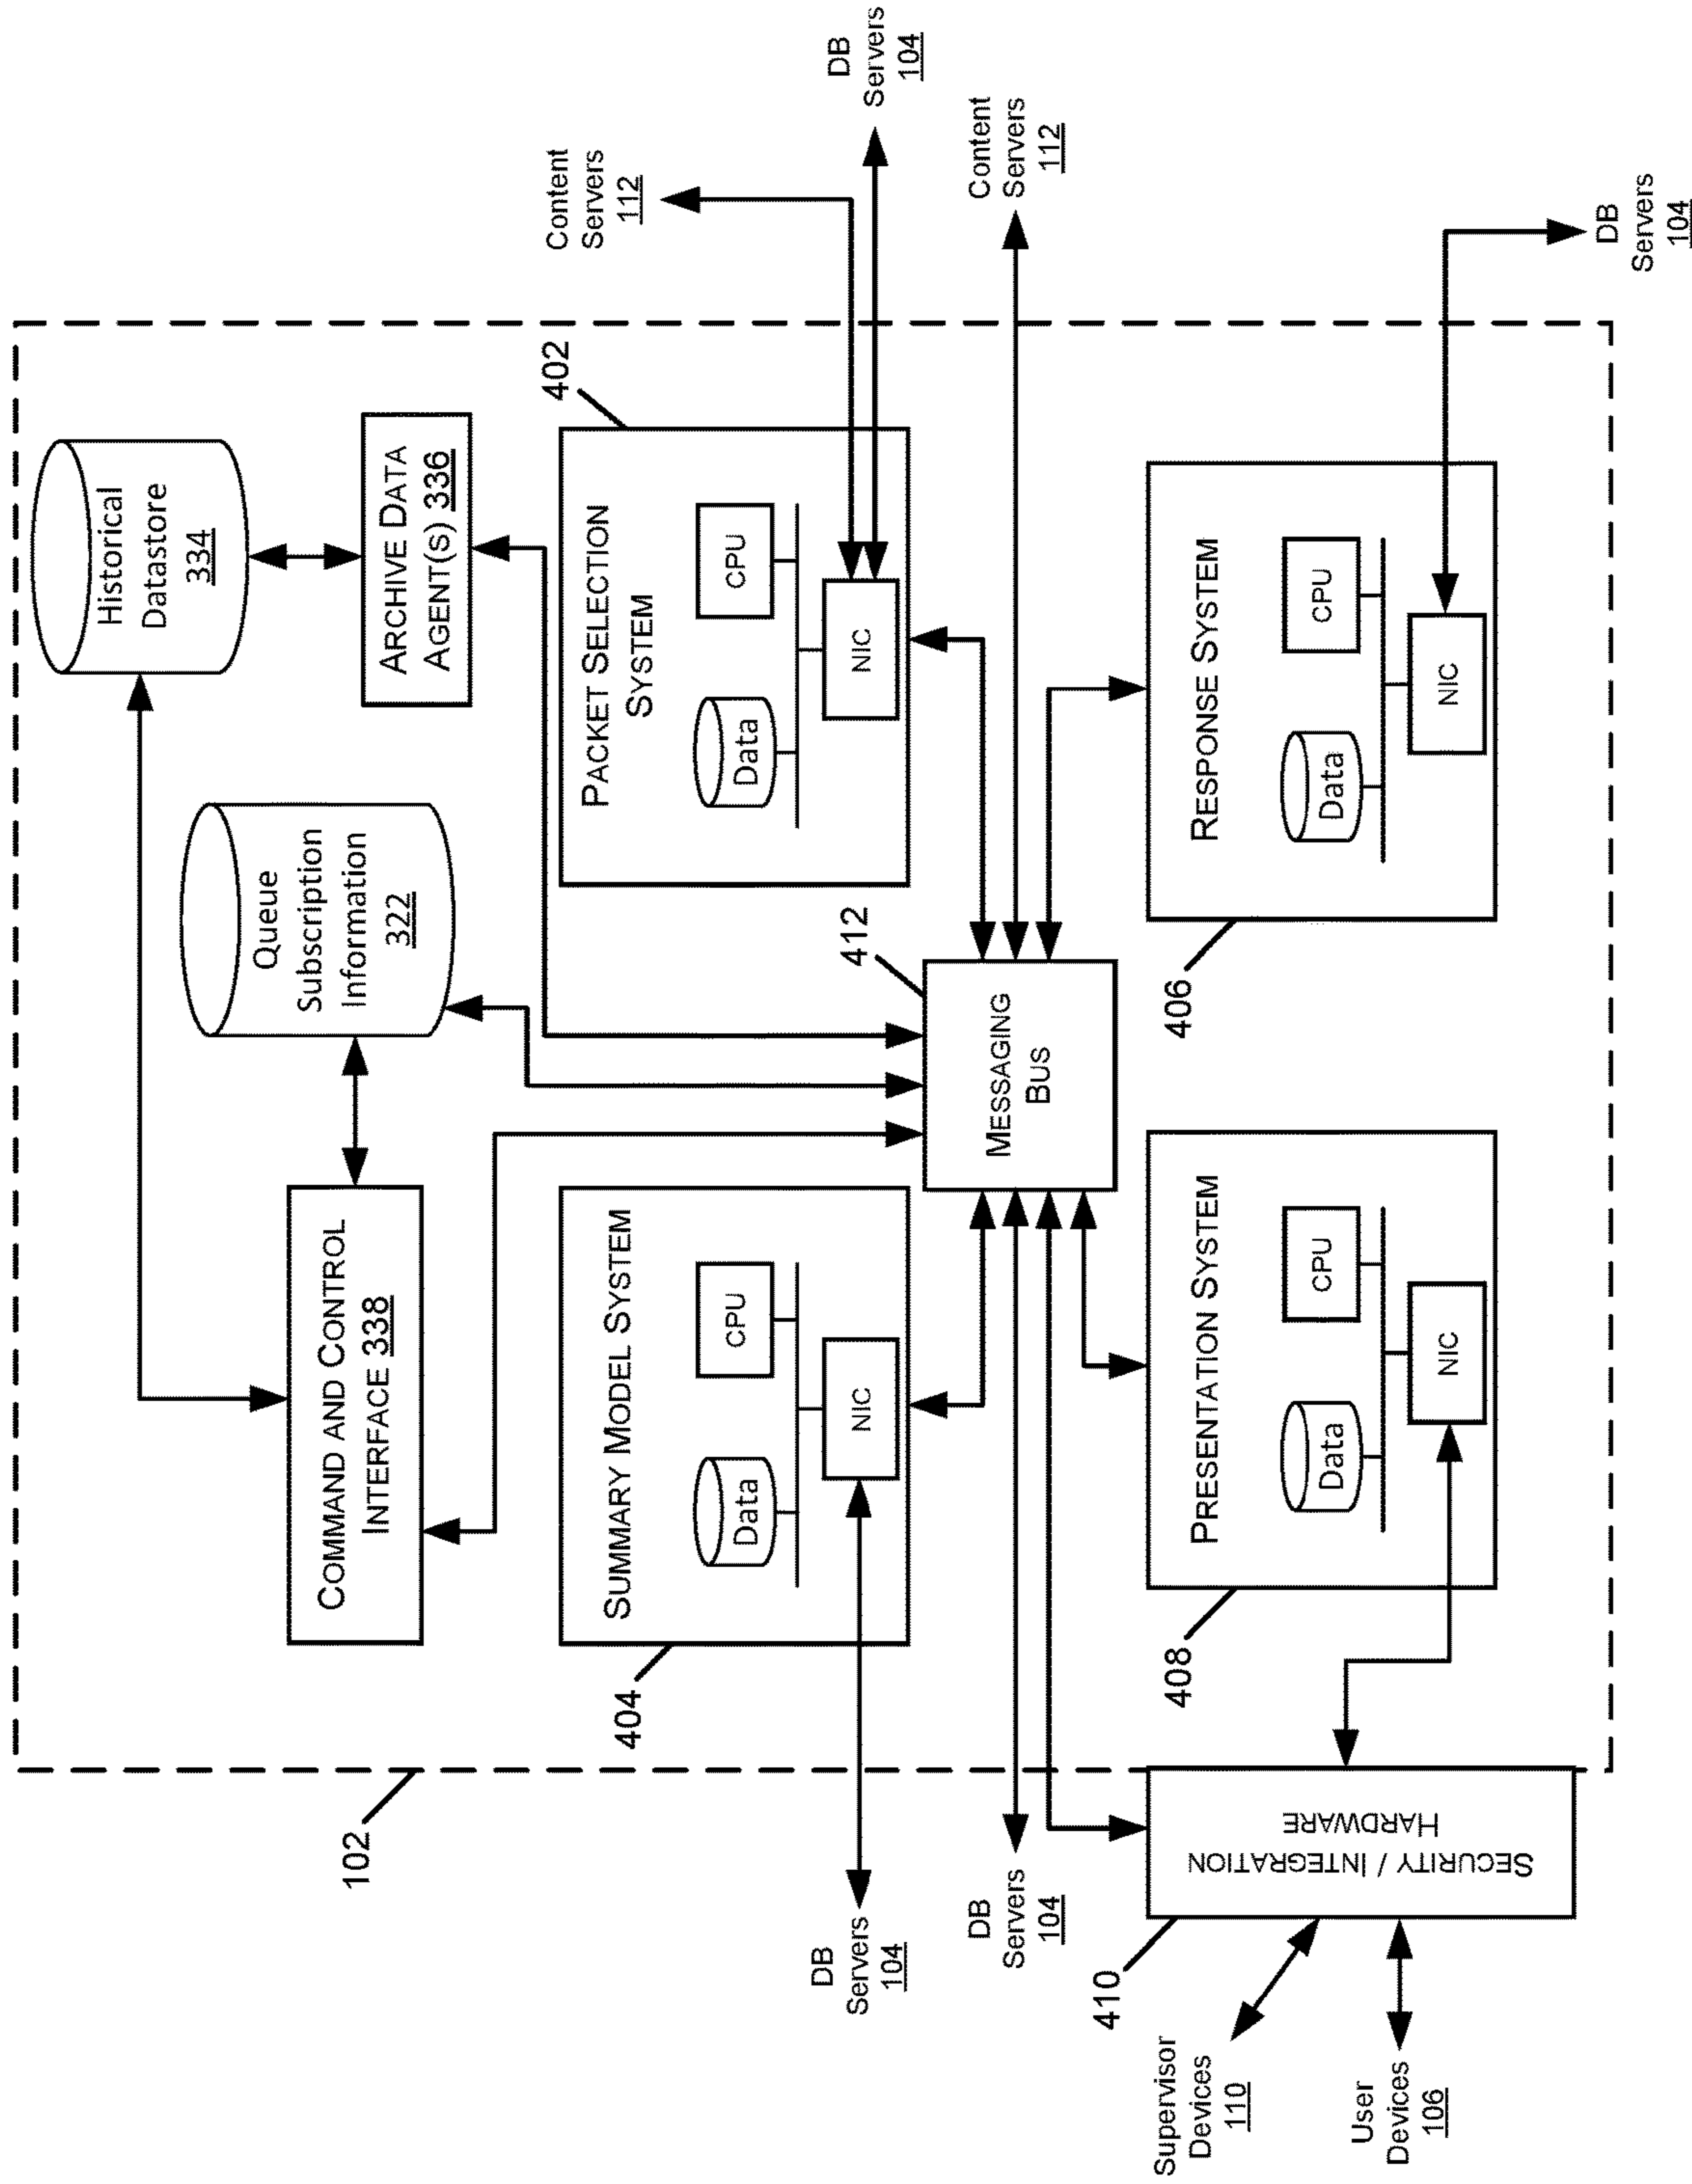 102
COMMAND AND CONTROL
INTERFACE 338
Queue
Subscription
Information
322
Historical
Datastore
334
ARCHIVE DATA
AGENT(S) 336
404
SUMMARY MODEL SYSTEM
Data
CPU
NIC
402
PACKET SELECTION
SYSTEM
Data
CPU
NIC
Content
Servers
112
DB
Servers
104
DB
Servers
104
412
MESSAGING
BUS
DB
Servers
104
Content
Servers
112
410
SECURITY / INTEGRATION
HARDWARE
Supervisor
Devices
110
User
Devices
106
408
PRESENTATION SYSTEM
Data
CPU
NIC
406
RESPONSE SYSTEM
Data
CPU
NIC
DB
Servers
104